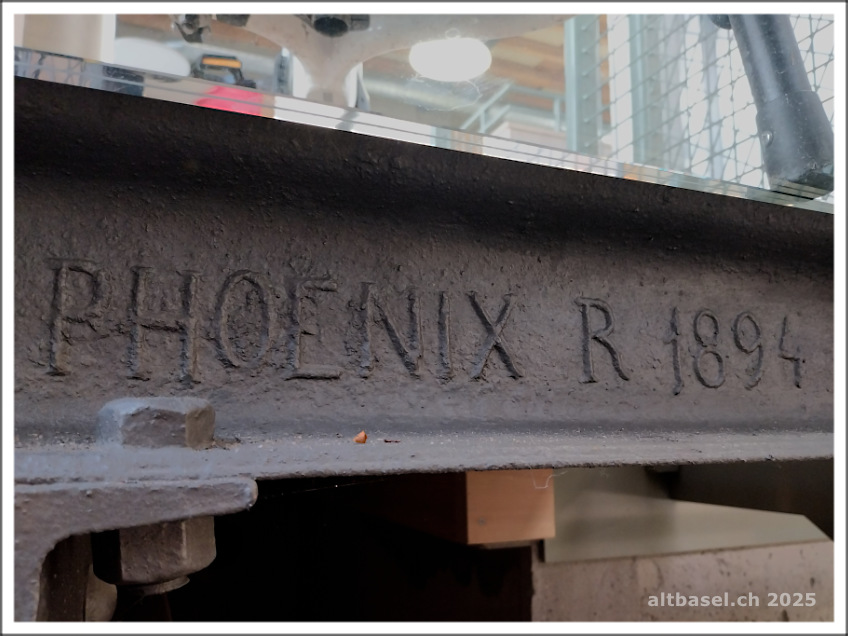 PHOENIX R 1894
altbasel.ch 2025